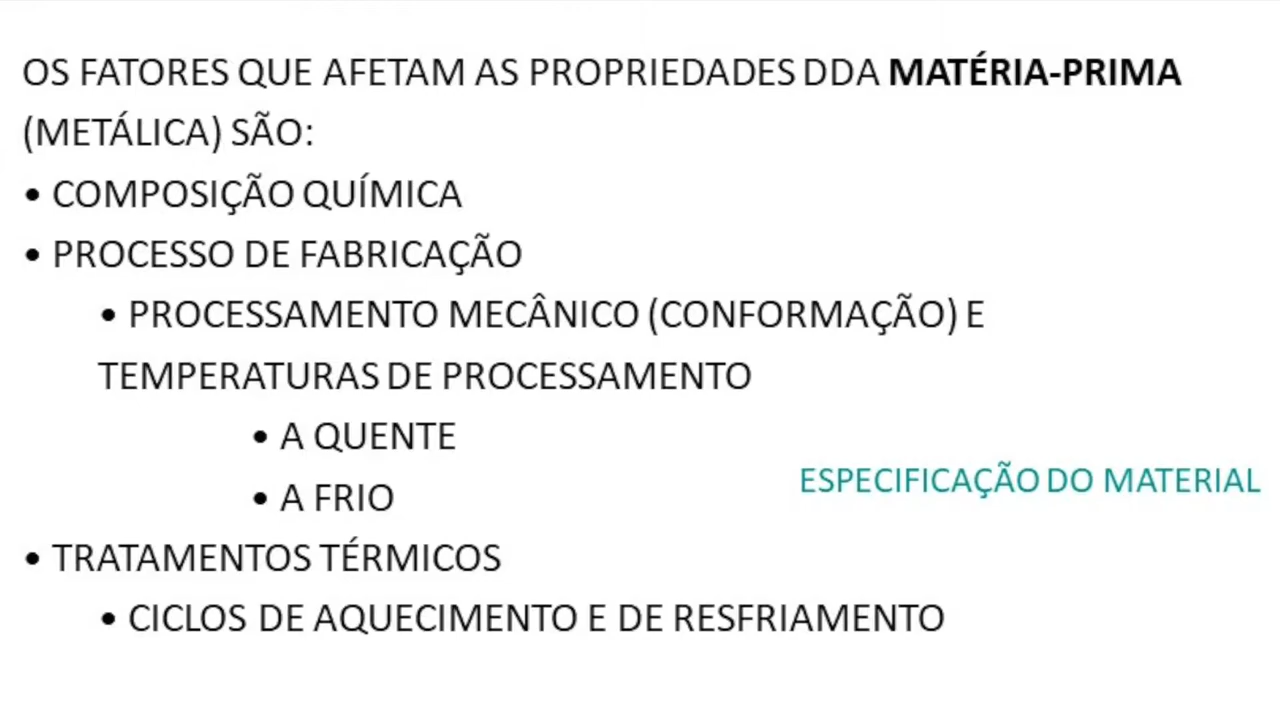 OS FATORES QUE AFETAM AS PROPRIEDADES DDA MATÉRIA-PRIMA
(METÁLICA) SÃO:
• COMPOSIÇÃO QUÍMICA
• PROCESSO DE FABRICAÇÃO
• PROCESSAMENTO MECÂNICO (CONFORMAÇÃO) E
TEMPERATURAS DE PROCESSAMENTO
• A QUENTE
• A FRIO
ESPECIFICAÇÃO DO MATERIAL
• TRATAMENTOS TÉRMICOS
• CICLOS DE AQUECIMENTO E DE RESFRIAMENTO